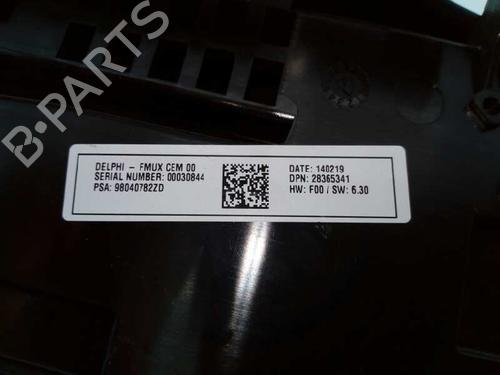 B-PARTS
DELPHI - FMUX CEM 00
SERIAL NUMBER: 00030844
PSA: 98040782ZD
DATE: 140219
DPN: 28365341
HW: F00 / SW: 6.30